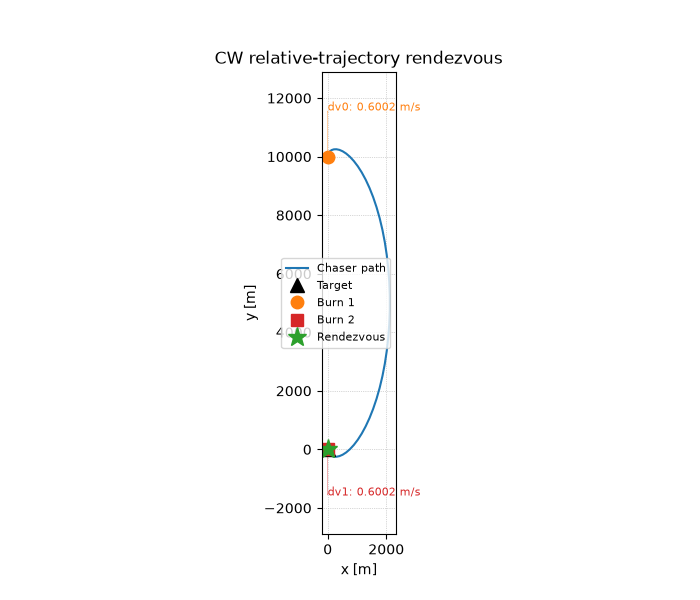 CW relative-trajectory rendezvous
12000
dv0: 0.6002 m/s
10000
8000
6000
Chaser path
Target
Burn 1
Burn 2
Rendezvous
4000
2000
0
dv1: 0.6002 m/s
−2000
y [m]
0
2000
x [m]